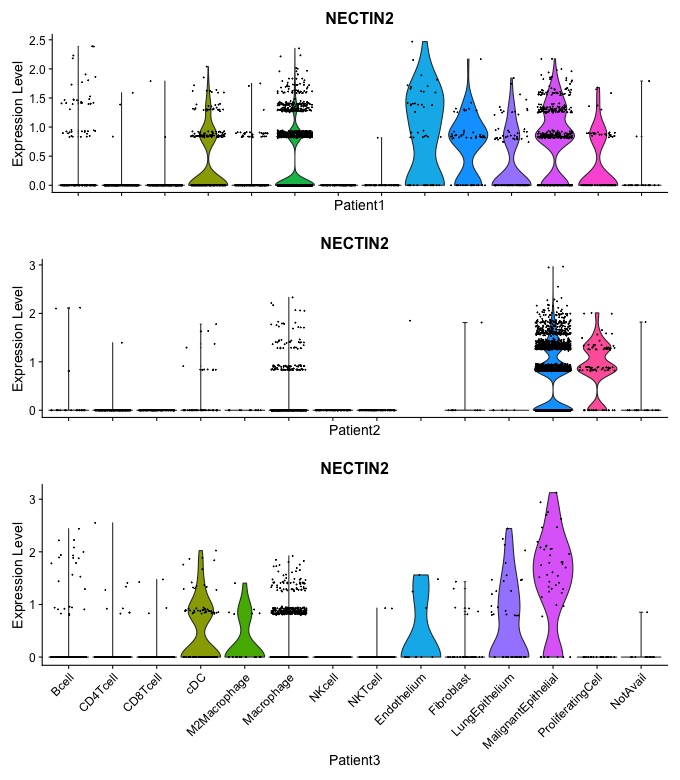 NECTIN2
Expression Level
2.5
2.0
1.5
1.0
0.5
0.0
Patient1
NECTIN2
Expression Level
3
2
1
0
Patient2
NECTIN2
Expression Level
3
2
1
0
Bcell
CD4Tcell
CD8Tcell
cDC
M2Macrophage
Macrophage
NKcell
NKTcell
Endothelium
Fibroblast
LungEpithelium
MalignantEpithelial
ProliferatingCell
NotAvail
Patient3